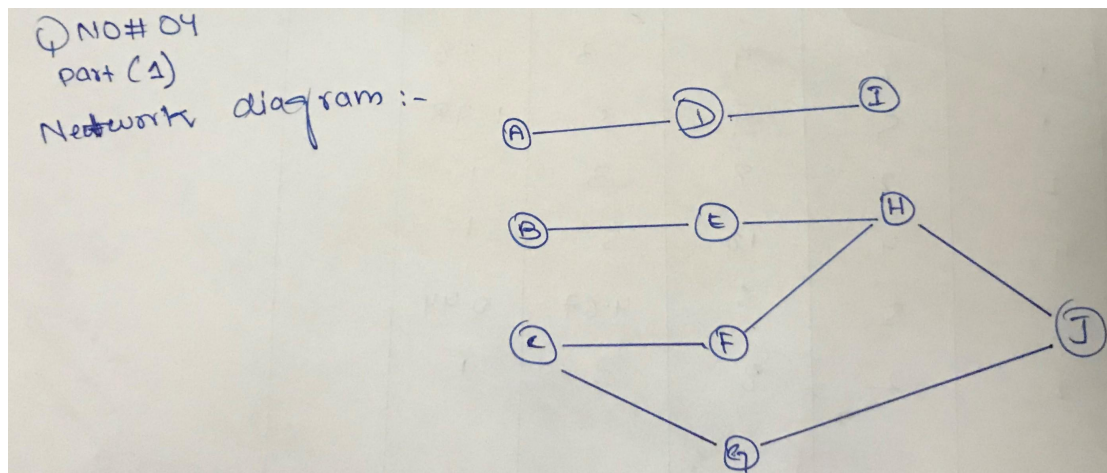 Q NO# 04
Part (1)
Network diagram :-
A D I
B E H
C F J
G